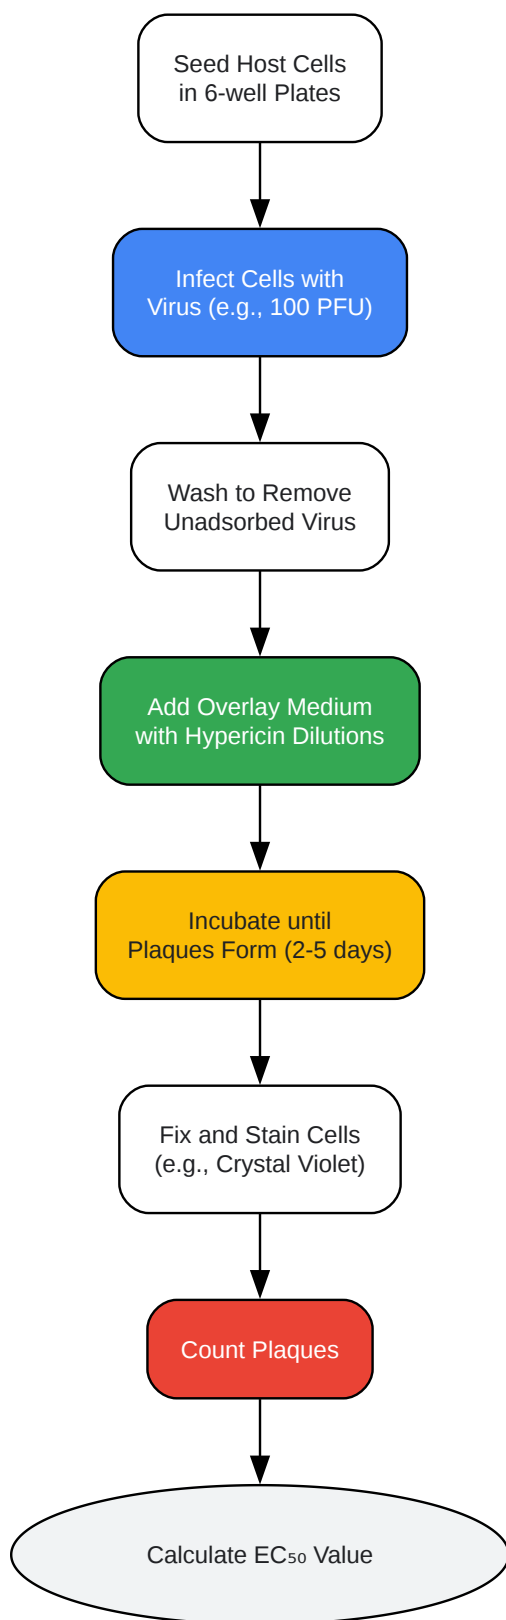 Seed Host Cells
in 6-well Plates
Infect Cells with
Virus (e.g., 100 PFU)
Wash to Remove
Unadsorbed Virus
Add Overlay Medium
with Hypericin Dilutions
Incubate until
Plaques Form (2-5 days)
Fix and Stain Cells
(e.g., Crystal Violet)
Count Plaques
Calculate EC₅₀ Value